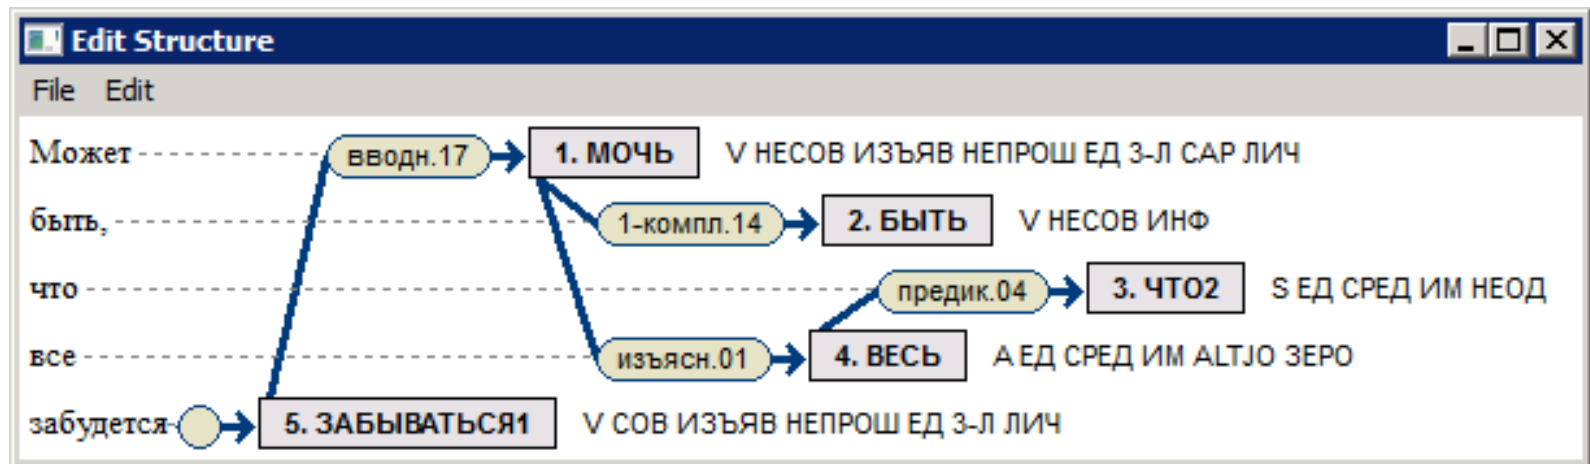 Edit Structure
File Edit
Может вводн.17 1. МОЧЬ V НЕСОВ ИЗЪЯВ НЕПРОШ ЕД 3-Л САР ЛИЧ
быть, 1-компл.14 2. БЫТЬ V НЕСОВ ИНФ
что предик.04 3. ЧТО2 S ЕД СРЕД ИМ НЕОД
все изъясн.01 4. ВЕСЬ A ЕД СРЕД ИМ ALTJO ЗЕРО
забудется 5. ЗАБЫВАТЬСЯ1 V СОВ ИЗЪЯВ НЕПРОШ ЕД 3-Л ЛИЧ